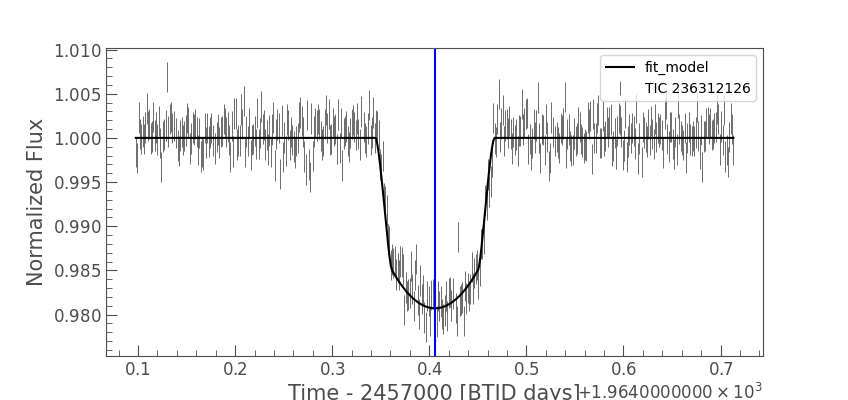 1.010
1.005
1.000
0.995
0.990
0.985
0.980
Normalized Flux
fit_model
TIC 236312126
0.1 0.2 0.3 0.4 0.5 0.6 0.7
Time - 2457000 [BTJD days]
+1.9640000000 × 10³